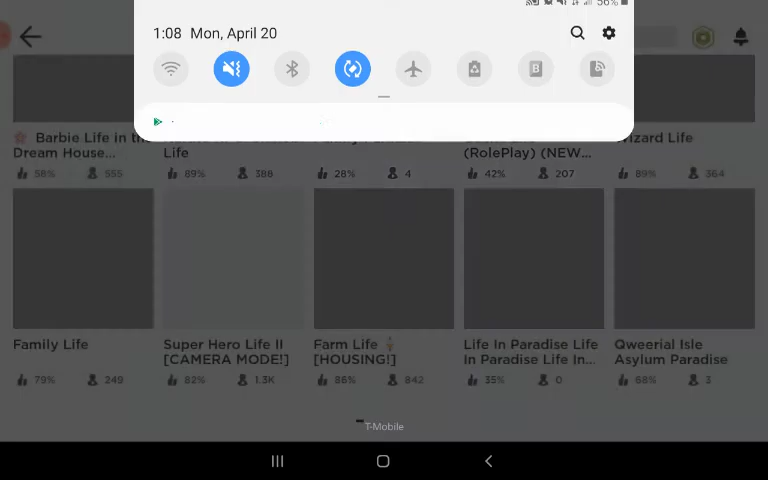 56%
1:08 Mon, April 20
Barbie Life in the Dream House...
Life
(RolePlay) (NEW...
Wizard Life
58% 555
89% 388
28% 4
42% 207
89% 364
Family Life
Super Hero Life II
[CAMERA MODE!]
Farm Life
[HOUSING!]
Life In Paradise Life
In Paradise Life In...
Qweerial Isle
Asylum Paradise
79% 249
82% 1.3K
86% 842
35% 0
68% 3
T-Mobile